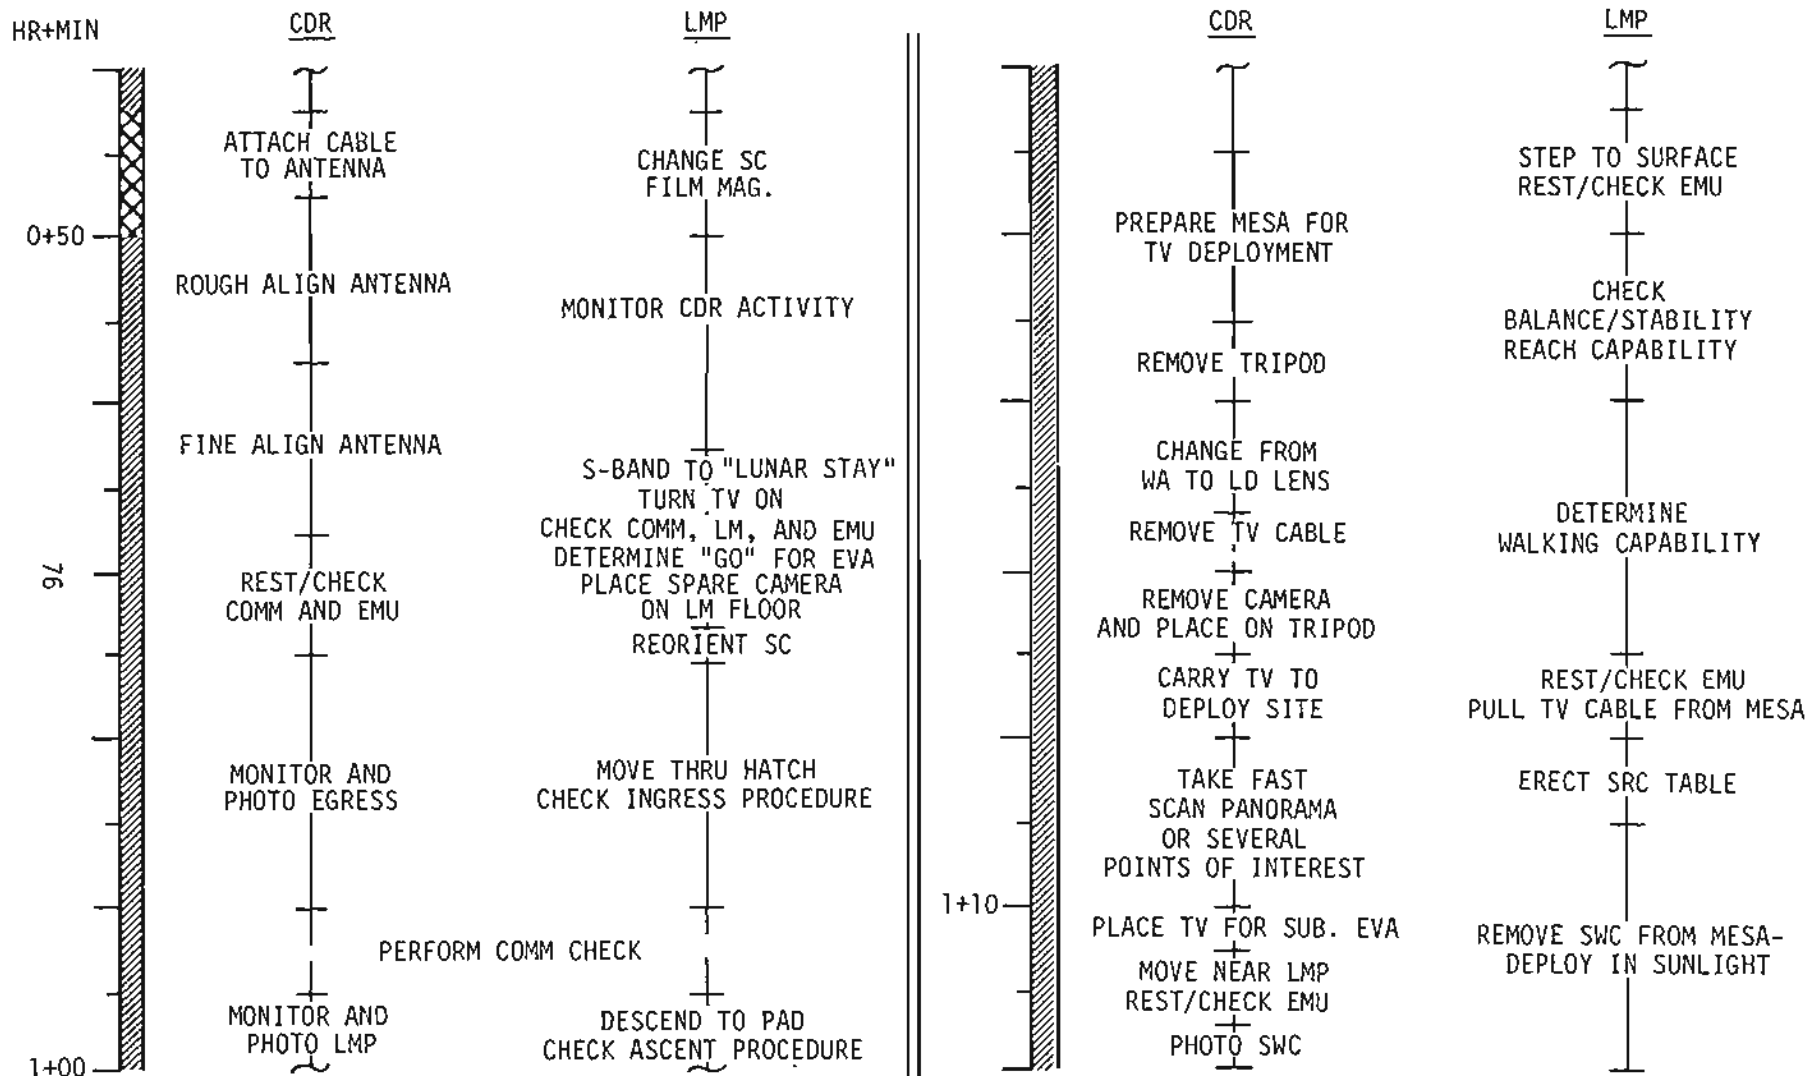 HR+MIN
CDR
LMP
ATTACH CABLE
TO ANTENNA
CHANGE SC
FILM MAG.
0+50
ROUGH ALIGN ANTENNA
MONITOR CDR ACTIVITY
FINE ALIGN ANTENNA
S-BAND TO "LUNAR STAY"
TURN TV ON
CHECK COMM, LM, AND EMU
DETERMINE "GO" FOR EVA
PLACE SPARE CAMERA
ON LM FLOOR
REST/CHECK
COMM AND EMU
REORIENT SC
76
MONITOR AND
PHOTO EGRESS
MOVE THRU HATCH
CHECK INGRESS PROCEDURE
PERFORM COMM CHECK
MONITOR AND
PHOTO LMP
DESCEND TO PAD
CHECK ASCENT PROCEDURE
1+00
CDR
LMP
STEP TO SURFACE
REST/CHECK EMU
PREPARE MESA FOR
TV DEPLOYMENT
CHECK
BALANCE/STABILITY
REACH CAPABILITY
REMOVE TRIPOD
CHANGE FROM
WA TO LD LENS
REMOVE TV CABLE
DETERMINE
WALKING CAPABILITY
REMOVE CAMERA
AND PLACE ON TRIPOD
CARRY TV TO
DEPLOY SITE
REST/CHECK EMU
PULL TV CABLE FROM MESA
TAKE FAST
SCAN PANORAMA
OR SEVERAL
POINTS OF INTEREST
ERECT SRC TABLE
1+10
PLACE TV FOR SUB. EVA
REMOVE SWC FROM MESA-
DEPLOY IN SUNLIGHT
MOVE NEAR LMP
REST/CHECK EMU
PHOTO SWC